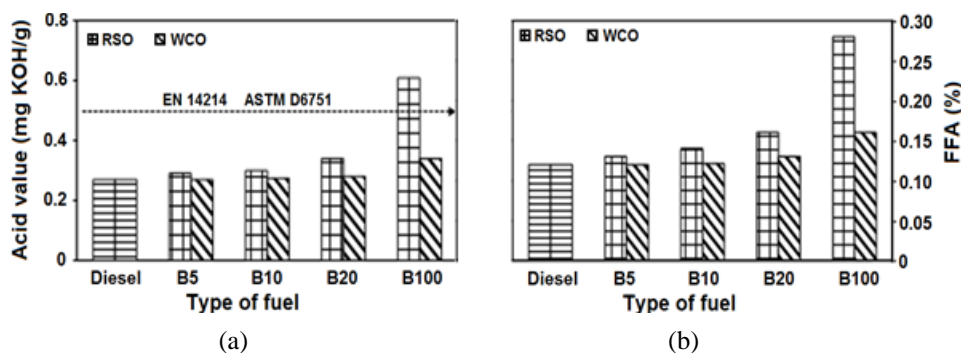 0.8
0.6
0.4
0.2
0
Acid value (mg KOH/g)
RSO WCO
EN 14214 ASTM D6751
Diesel B5 B10 B20 B100
Type of fuel
(a)
RSO WCO
0.30
0.25
0.20
0.15
0.10
0.05
0
FFA (%)
Diesel B5 B10 B20 B100
Type of fuel
(b)